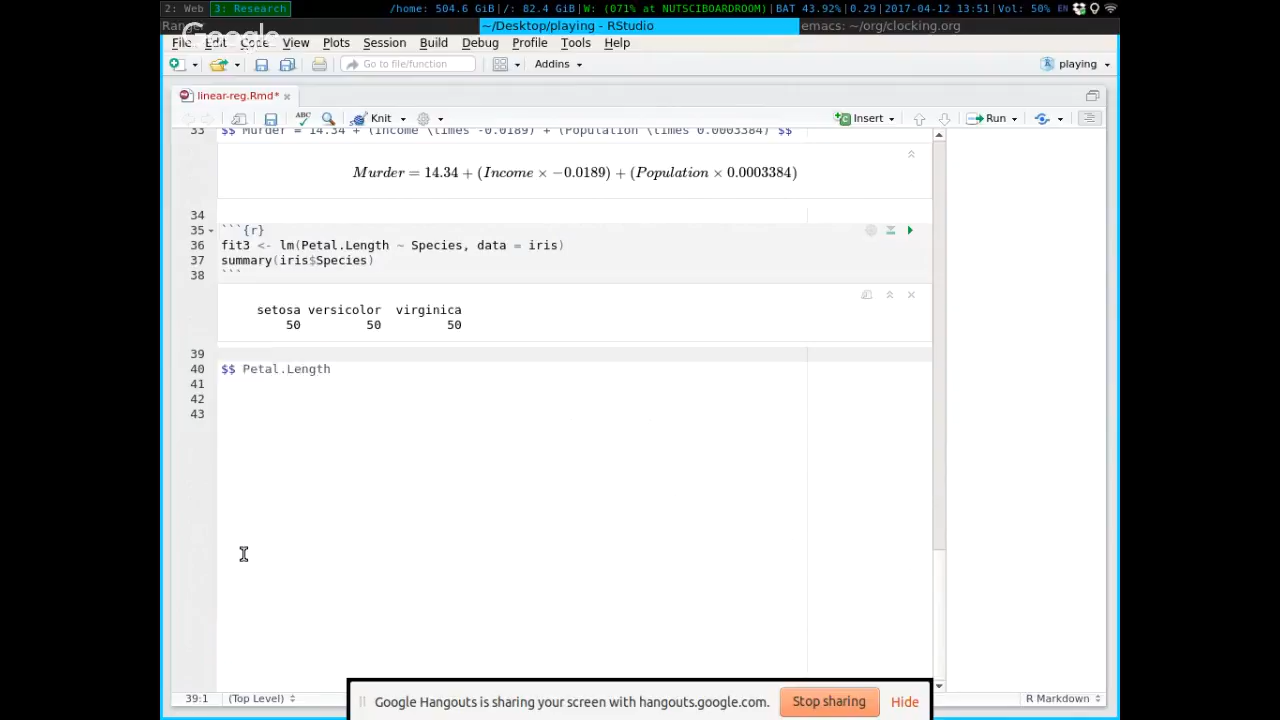 2: Web 3: Research /home: 504.6 GiB|/: 82.4 GiB|W: (071% at NUTSCIBOARDROOM)|BAT 43.92%|0.29|2017-04-12 13:51|Vol: 50% EN
~/Desktop/playing - RStudio emacs: ~/org/clocking.org
Google
File Edit Code View Plots Session Build Debug Profile Tools Help
Go to file/function Addins playing
linear-reg.Rmd*
ABC Knit Insert Run
33 $$ Murder = 14.34 + (Income \times -0.0189) + (Population \times 0.0003384) $$
Murder = 14.34 + (Income × −0.0189) + (Population × 0.0003384)
34
35 ```{r}
36 fit3 <- lm(Petal.Length ~ Species, data = iris)
37 summary(iris$Species)
38 ```
setosa versicolor virginica
50 50 50
39
40 $$ Petal.Length
41
42
43
39:1 (Top Level) R Markdown
Google Hangouts is sharing your screen with hangouts.google.com. Stop sharing Hide